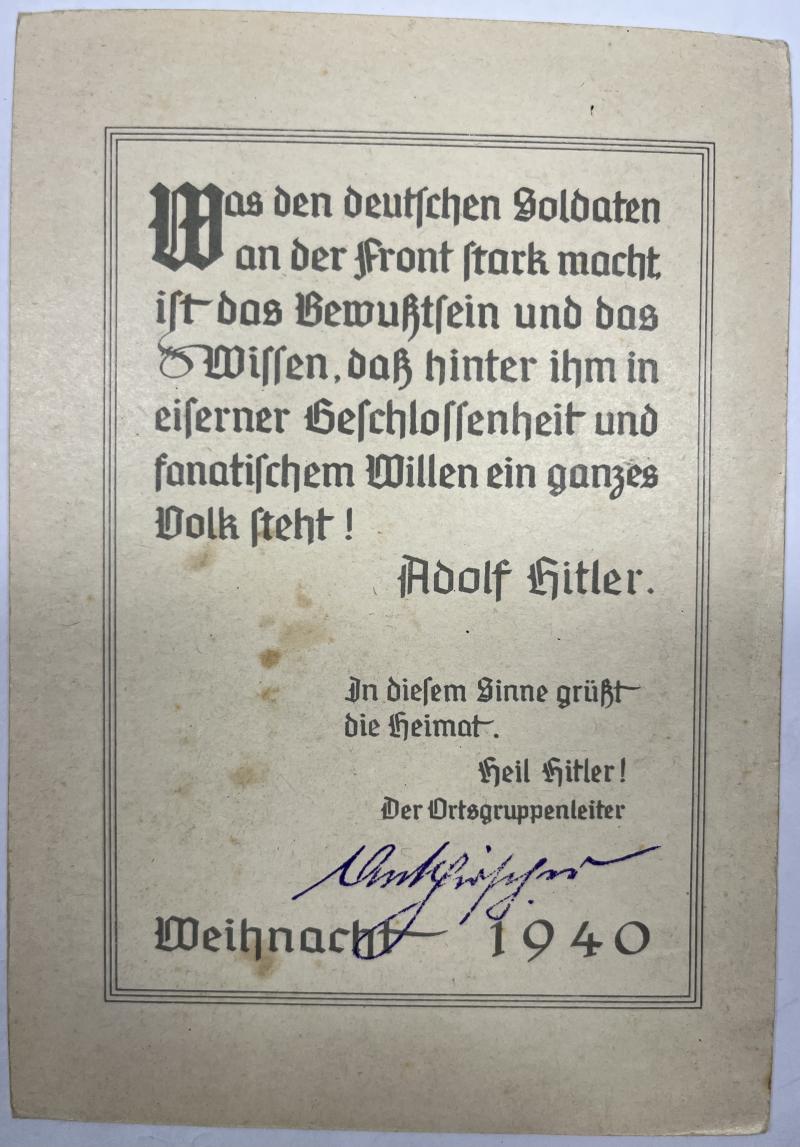 Was den deutschen Soldaten
an der Front stark macht,
ist das Bewußtsein und das
Wissen, daß hinter ihm in
eiserner Geschlossenheit und
fanatischem Willen ein ganzes
Volk steht!
Adolf Hitler.
In diesem Sinne grüßt
die Heimat.
Heil Hitler!
Der Ortsgruppenleiter
Weihnacht 1940